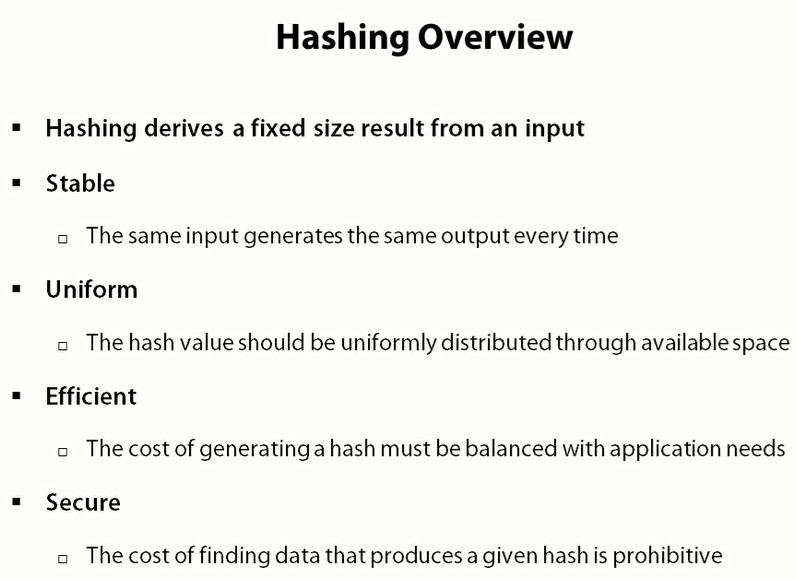 Hashing Overview
▪ Hashing derives a fixed size result from an input
▪ Stable
▫ The same input generates the same output every time
▪ Uniform
▫ The hash value should be uniformly distributed through available space
▪ Efficient
▫ The cost of generating a hash must be balanced with application needs
▪ Secure
▫ The cost of finding data that produces a given hash is prohibitive